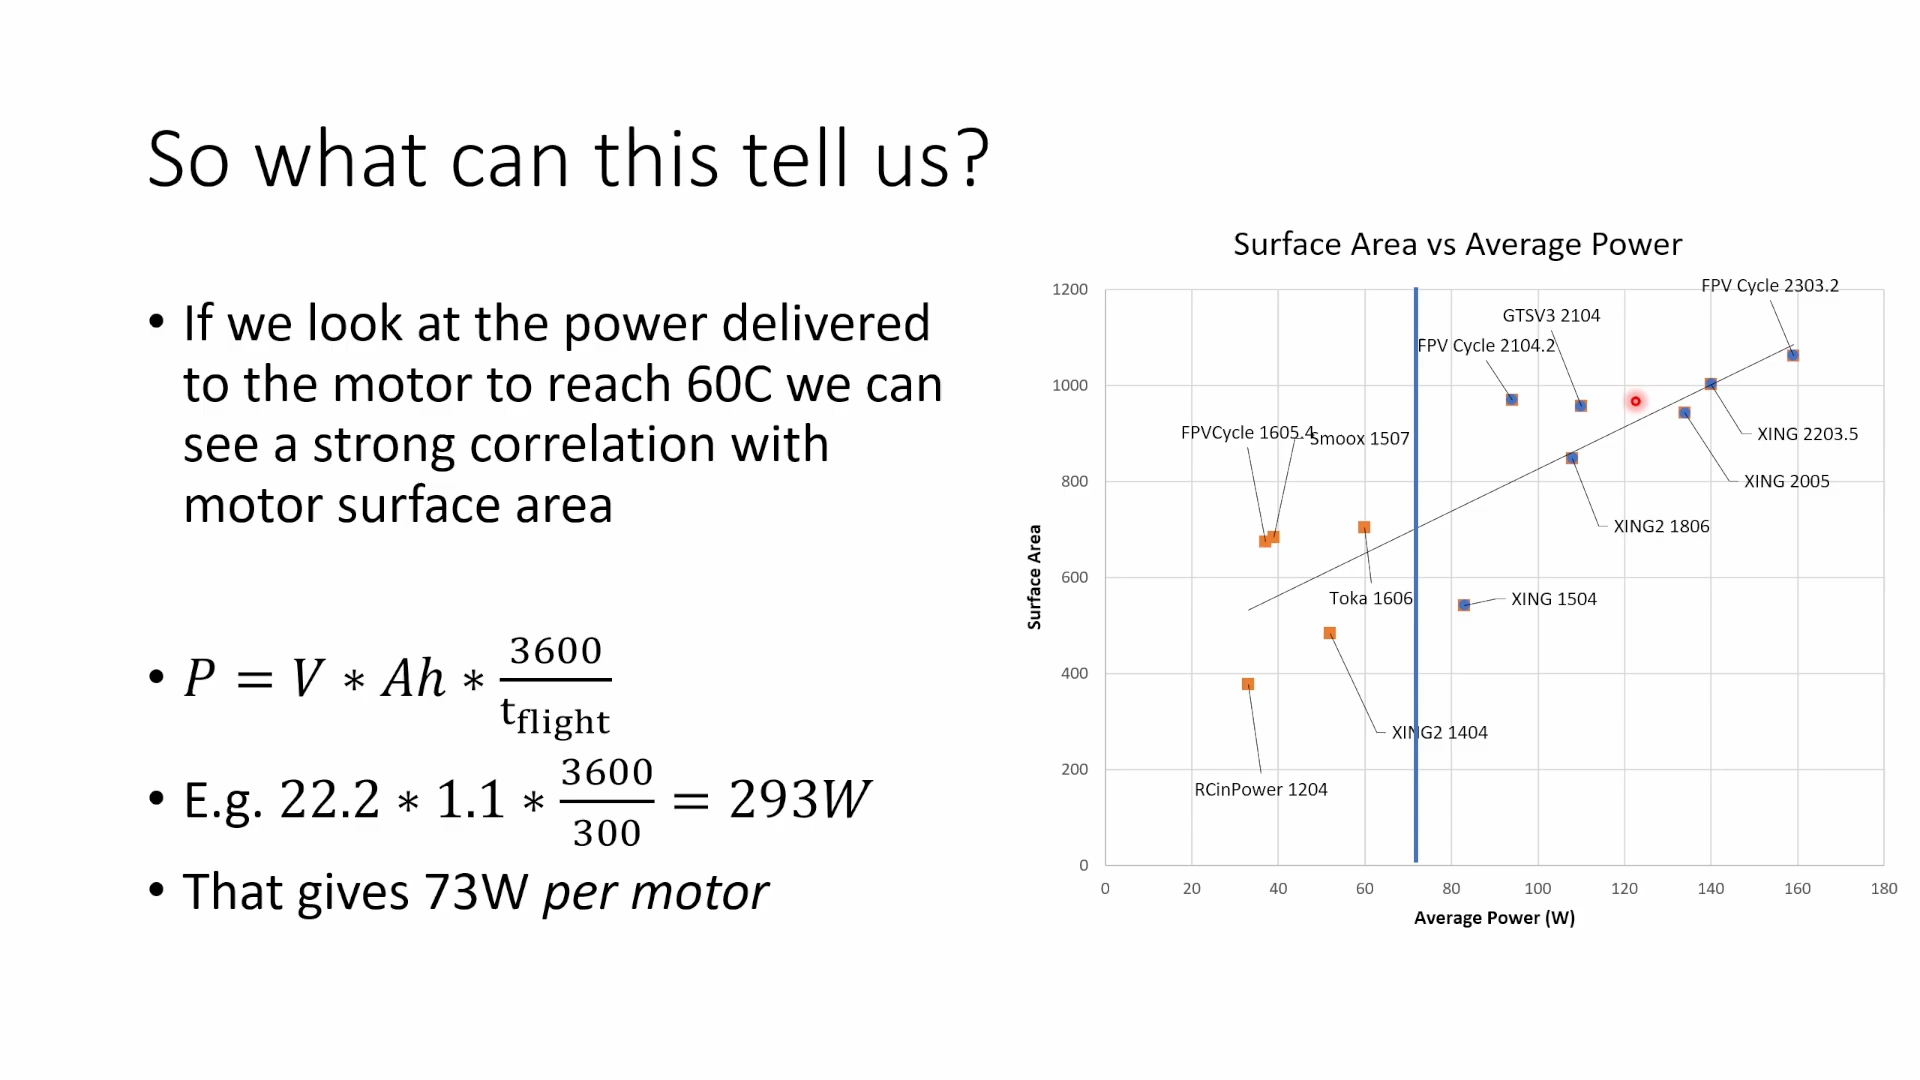 So what can this tell us?
• If we look at the power delivered
to the motor to reach 60C we can
see a strong correlation with
motor surface area
• P = V ∗ Ah ∗ 3600/t_flight
• E.g. 22.2 ∗ 1.1 ∗ 3600/300 = 293W
• That gives 73W per motor
Surface Area vs Average Power
FPV Cycle 2303.2
GTSV3 2104
FPV Cycle 2104.2
FPVCycle 1605.4
Smoox 1507
XING 2203.5
XING 2005
XING2 1806
Toka 1606
XING 1504
XING2 1404
RCinPower 1204
Surface Area
1200
1000
800
600
400
200
0
0 20 40 60 80 100 120 140 160 180
Average Power (W)